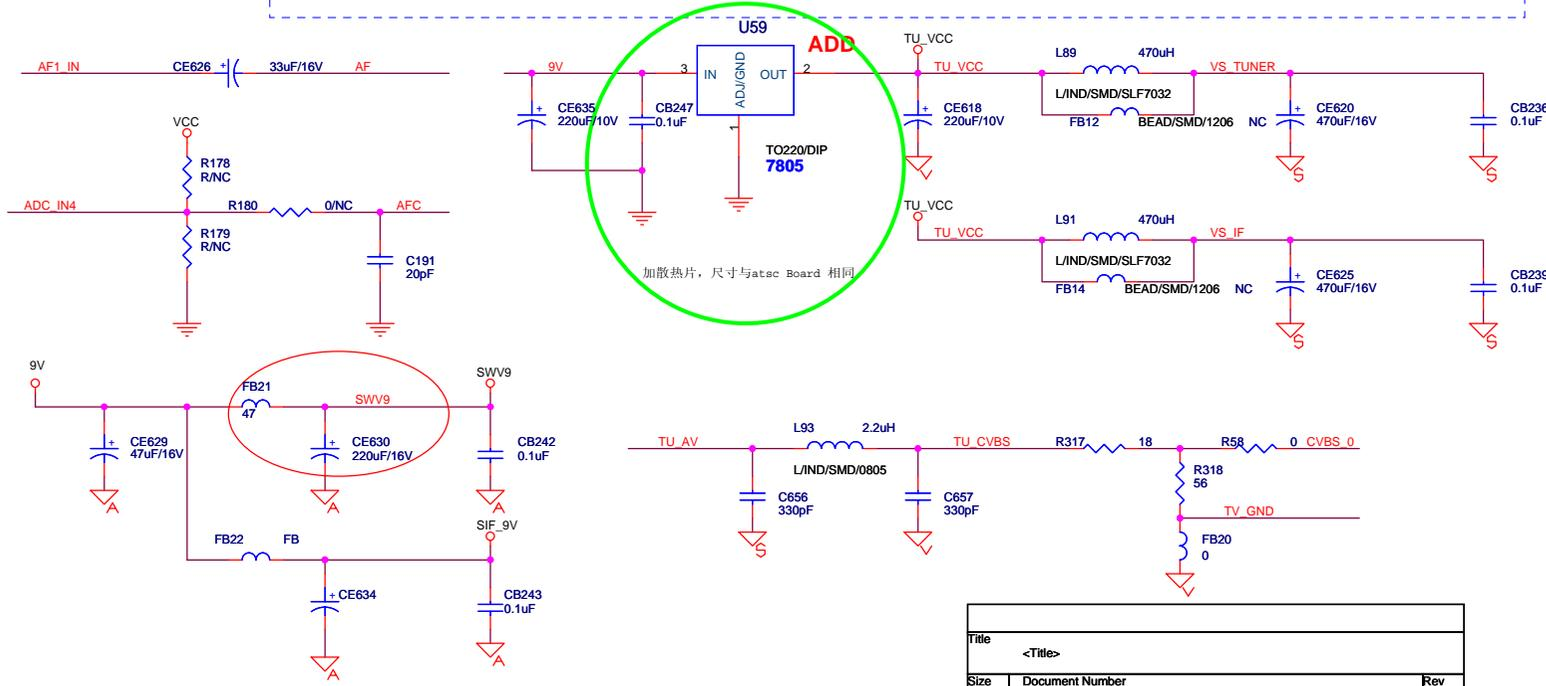 U59
ADD
TU_VCC
L89 470uH
AF1_IN CE626 + 33uF/16V AF
9V 3 IN ADJ/GND OUT 2 TU_VCC VS_TUNER
L/IND/SMD/SLF7032
CE635 CB247 CE618 CE620 CB236
220uF/10V 0.1uF 220uF/10V FB12 BEAD/SMD/1206 NC 470uF/16V 0.1uF
VCC
1
TO220/DIP
7805
R178
R/NC
ADC_IN4 R180 0/NC AFC
TU_VCC
L91 470uH
TU_VCC VS_IF
R179
R/NC
L/IND/SMD/SLF7032
C191
20pF
加散热片，尺寸与atsc Board 相同
CE625 CB239
FB14 BEAD/SMD/1206 NC 470uF/16V 0.1uF
9V
SWV9
FB21
47
SWV9
CE629
47uF/16V
CE630
220uF/16V
CB242
0.1uF
A A A
L93 2.2uH
TU_AV TU_CVBS R317 18 R58 0 CVBS_0
L/IND/SMD/0805
R318
56
C656
330pF
C657
330pF
TV_GND
S V
FB20
0
V
SIF_9V
FB22 FB
CE634
CB243
0.1uF
A A
Title
<Title>
Size Document Number Rev